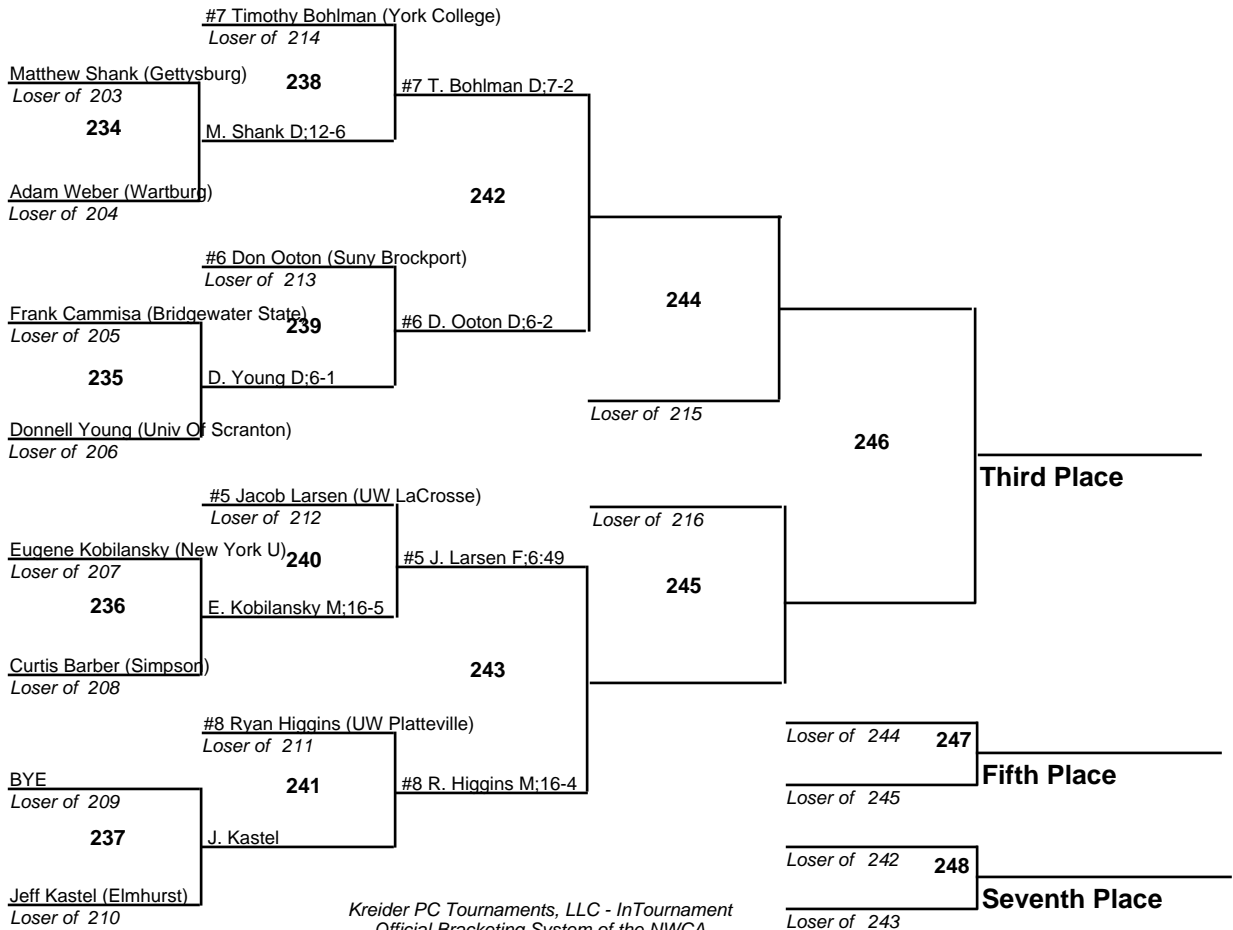 #7 Timothy Bohlman (York College)
Loser of 214
Matthew Shank (Gettysburg)
238
#7 T. Bohlman D;7-2
Loser of 203
234
M. Shank D;12-6
Adam Weber (Wartburg)
242
Loser of 204
#6 Don Ooton (Suny Brockport)
Loser of 213
244
Frank Cammisa (Bridgewater State)
239
#6 D. Ooton D;6-2
Loser of 205
235
D. Young D;6-1
Loser of 215
Donnell Young (Univ Of Scranton)
246
Loser of 206
Third Place
#5 Jacob Larsen (UW LaCrosse)
Loser of 212
Loser of 216
Eugene Kobilansky (New York U)
240
#5 J. Larsen F;6:49
Loser of 207
245
236
E. Kobilansky M;16-5
Curtis Barber (Simpson)
243
Loser of 208
#8 Ryan Higgins (UW Platteville)
Loser of 211
Loser of 244
247
BYE
241
#8 R. Higgins M;16-4
Fifth Place
Loser of 209
Loser of 245
237
J. Kastel
Loser of 242
248
Jeff Kastel (Elmhurst)
Seventh Place
Loser of 210
Loser of 243
Kreider PC Tournaments, LLC - InTournament
Official Bracketing System of the NWCA